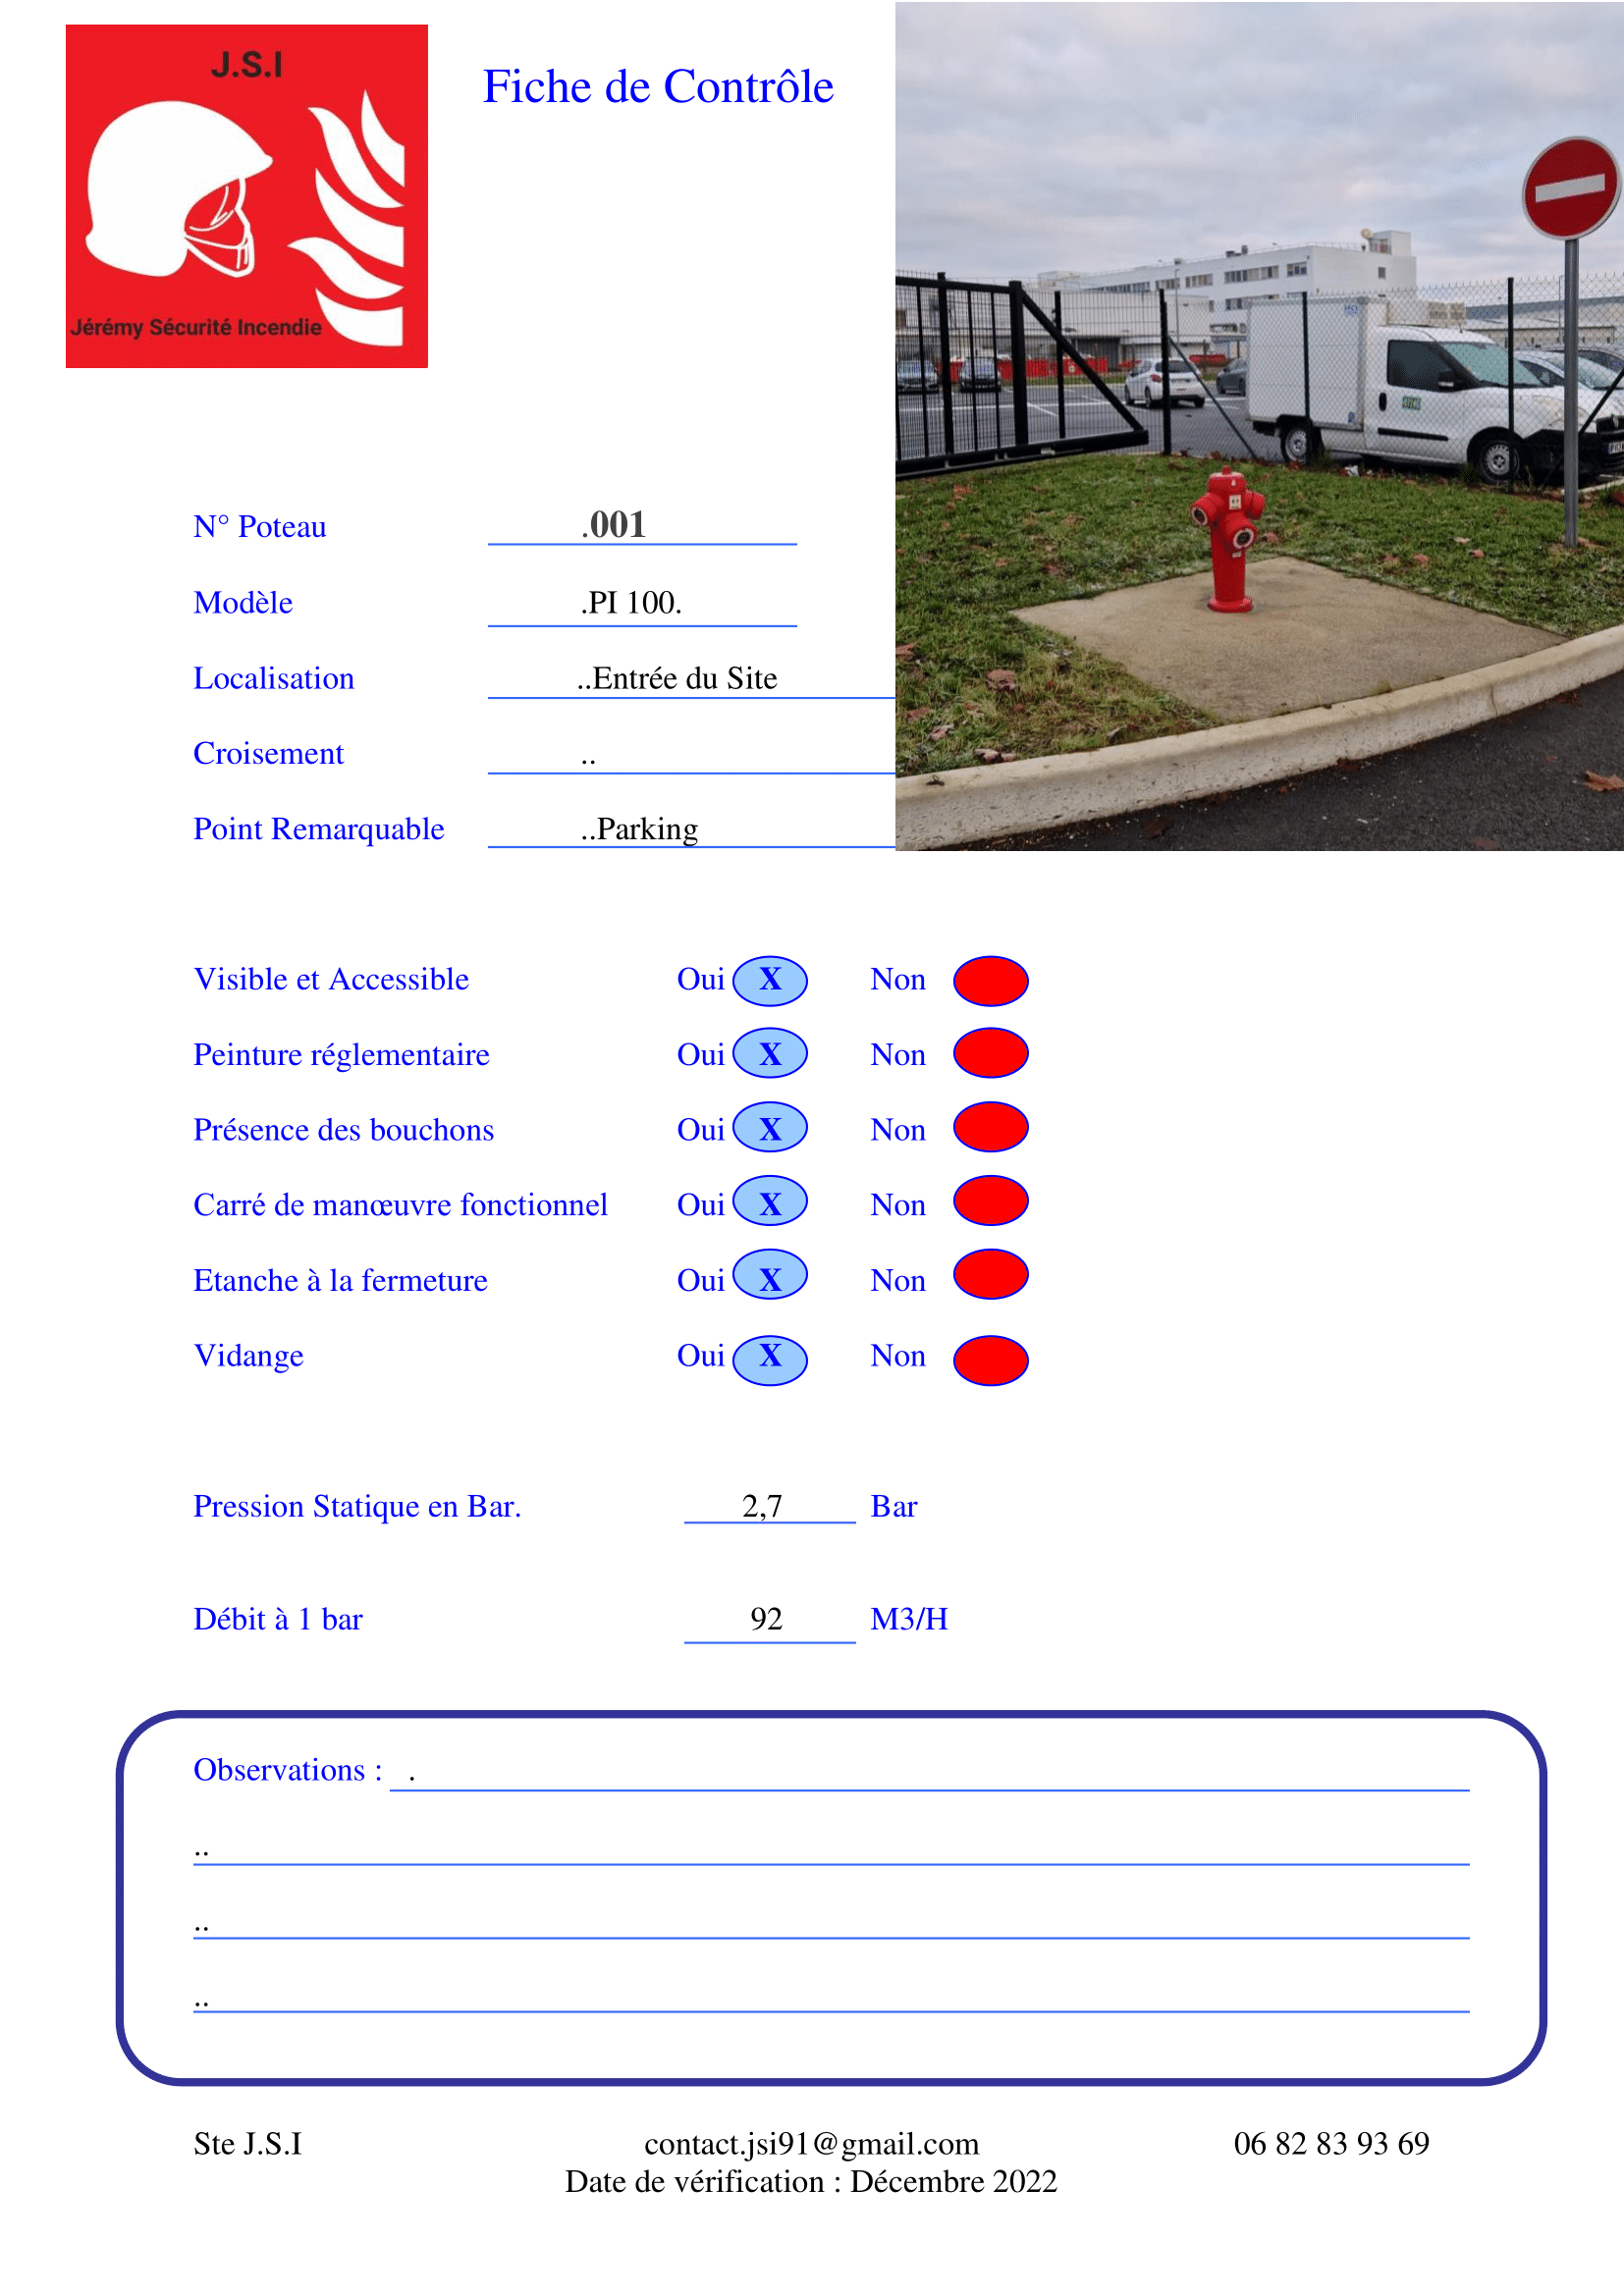 J.S.I
Jérémy Sécurité Incendie
Fiche de Contrôle
N° Poteau .001
Modèle .PI 100.
Localisation ..Entrée du Site
Croisement ..
Point Remarquable ..Parking
Visible et Accessible Oui X Non
Peinture réglementaire Oui X Non
Présence des bouchons Oui X Non
Carré de manœuvre fonctionnel Oui X Non
Etanche à la fermeture Oui X Non
Vidange Oui X Non
Pression Statique en Bar. 2,7 Bar
Débit à 1 bar 92 M3/H
Observations : .
..
..
..
Ste J.S.I contact.jsi91@gmail.com 06 82 83 93 69
Date de vérification : Décembre 2022